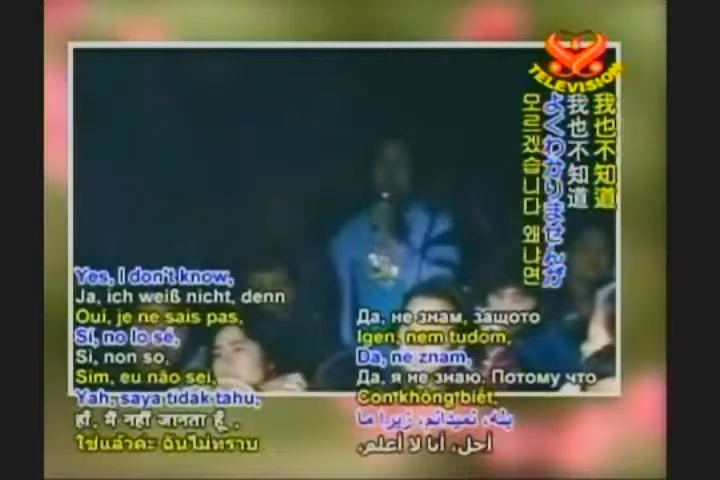 TELEVISION
我也不知道
我也不知道
よくわかりませんが
모르겠습니다 왜냐면
Yes, I don't know,
Ja, ich weiß nicht, denn
Oui, je ne sais pas,
Sí, no lo sé,
Si, non so,
Sim, eu não sei,
Yah, saya tidak tahu,
हाँ, मैं नहीं जानता हूँ .
ใช่แล้วค่ะ ฉันไม่ทราบ
Да, не знам, защото
Igen, nem tudom,
Da, ne znam,
Да, я не знаю. Потому что
Con không biết,
بله، نمیدانم، زیرا ما
أجل، أنا لا أعلم،